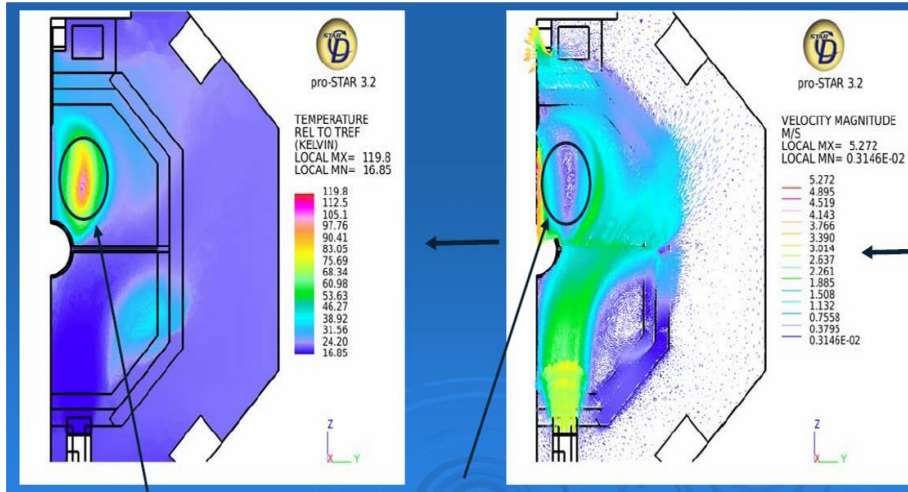 STAR
CD
pro-STAR 3.2
TEMPERATURE
REL TO TREF
(KELVIN)
LOCAL MX= 119.8
LOCAL MN= 16.85
119.8
112.5
105.1
97.76
90.41
83.05
75.69
68.34
60.98
53.63
46.27
38.92
31.56
24.20
16.85
Z
X
Y
STAR
CD
pro-STAR 3.2
VELOCITY MAGNITUDE
M/S
LOCAL MX= 5.272
LOCAL MN= 0.3146E-02
5.272
4.895
4.519
4.143
3.766
3.390
3.014
2.637
2.261
1.885
1.508
1.132
0.7558
0.3795
0.3146E-02
Z
X
Y